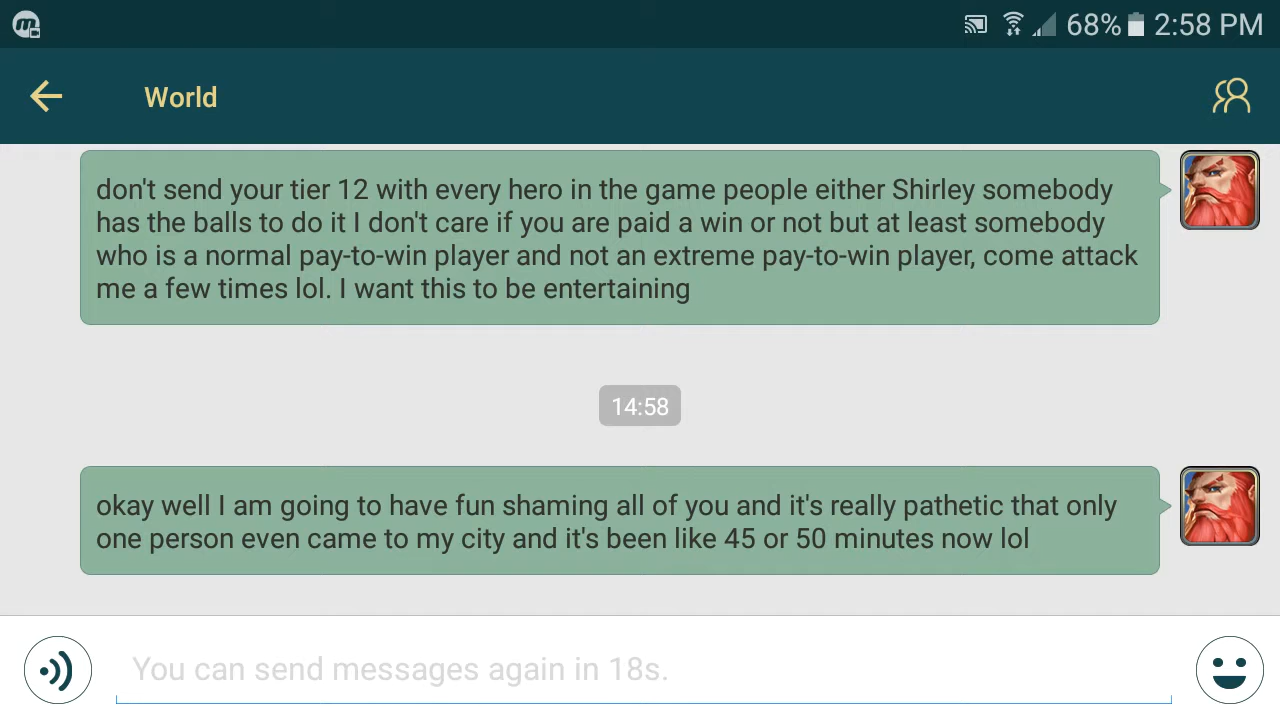 68% 2:58 PM
World
don't send your tier 12 with every hero in the game people either Shirley somebody
has the balls to do it I don't care if you are paid a win or not but at least somebody
who is a normal pay-to-win player and not an extreme pay-to-win player, come attack
me a few times lol. I want this to be entertaining
14:58
okay well I am going to have fun shaming all of you and it's really pathetic that only
one person even came to my city and it's been like 45 or 50 minutes now lol
You can send messages again in 18s.